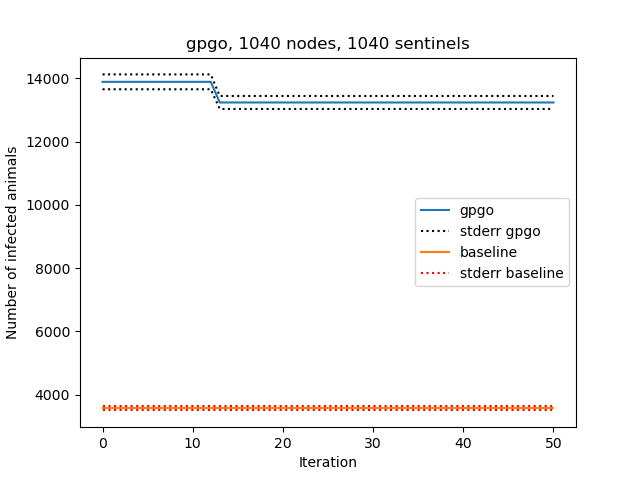 gpgo, 1040 nodes, 1040 sentinels
Number of infected animals
14000
12000
10000
8000
6000
4000
gpgo
stderr gpgo
baseline
stderr baseline
0 10 20 30 40 50
Iteration